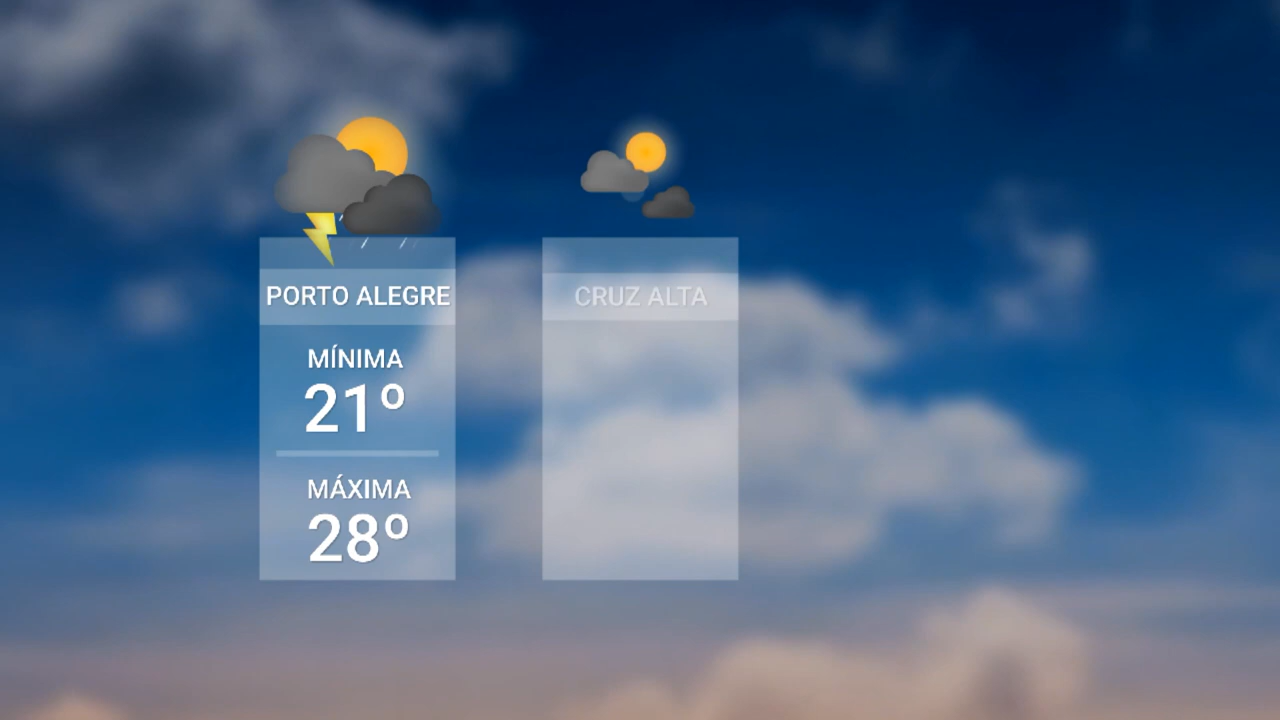 PORTO ALEGRE
MÍNIMA
21º
MÁXIMA
28º
CRUZ ALTA